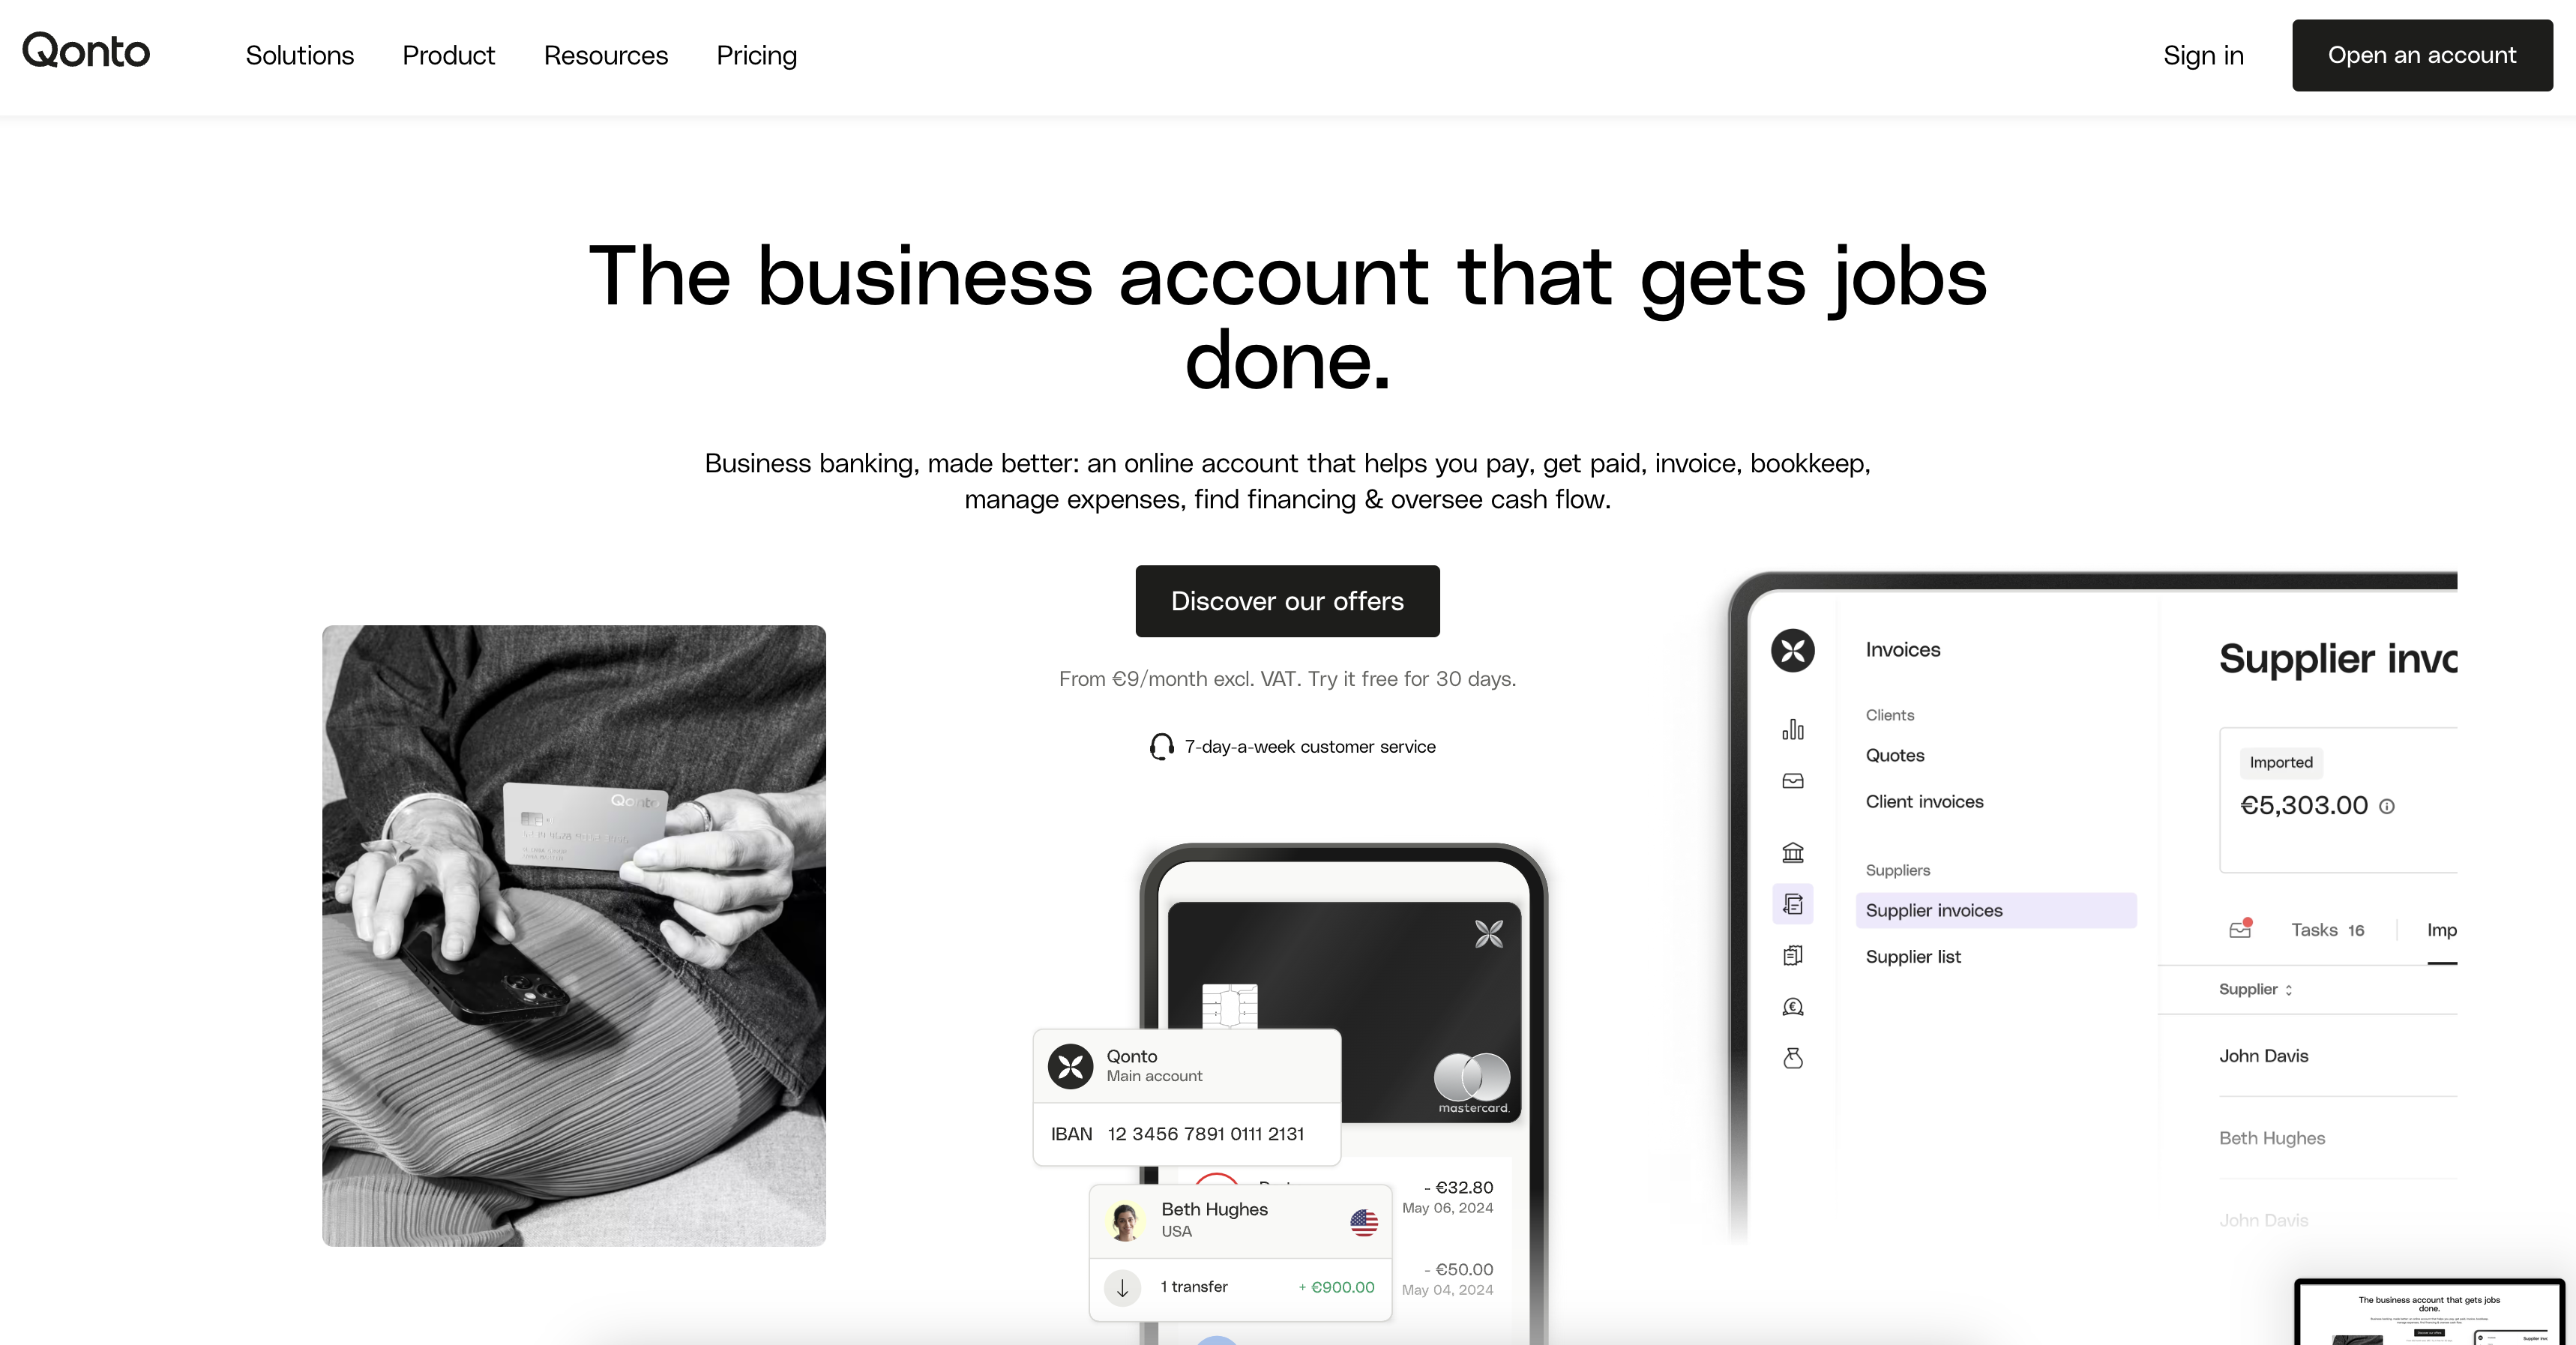 Qonto
Solutions
Product
Resources
Pricing
Sign in
Open an account
The business account that gets jobs
done.
Business banking, made better: an online account that helps you pay, get paid, invoice, bookkeep,
manage expenses, find financing & oversee cash flow.
Discover our offers
From €9/month excl. VAT. Try it free for 30 days.
7-day-a-week customer service
Qonto
mastercard.
Qonto
Main account
IBAN 12 3456 7891 0111 2131
- €32.80
May 06, 2024
Beth Hughes
USA
1 transfer
+ €900.00
- €50.00
May 04, 2024
Invoices
Clients
Quotes
Client invoices
Suppliers
Supplier invoices
Supplier list
Supplier invo
Imported
€5,303.00
Tasks 16
Imp
Supplier
John Davis
Beth Hughes
John Davis
The business account that gets jobs
done.